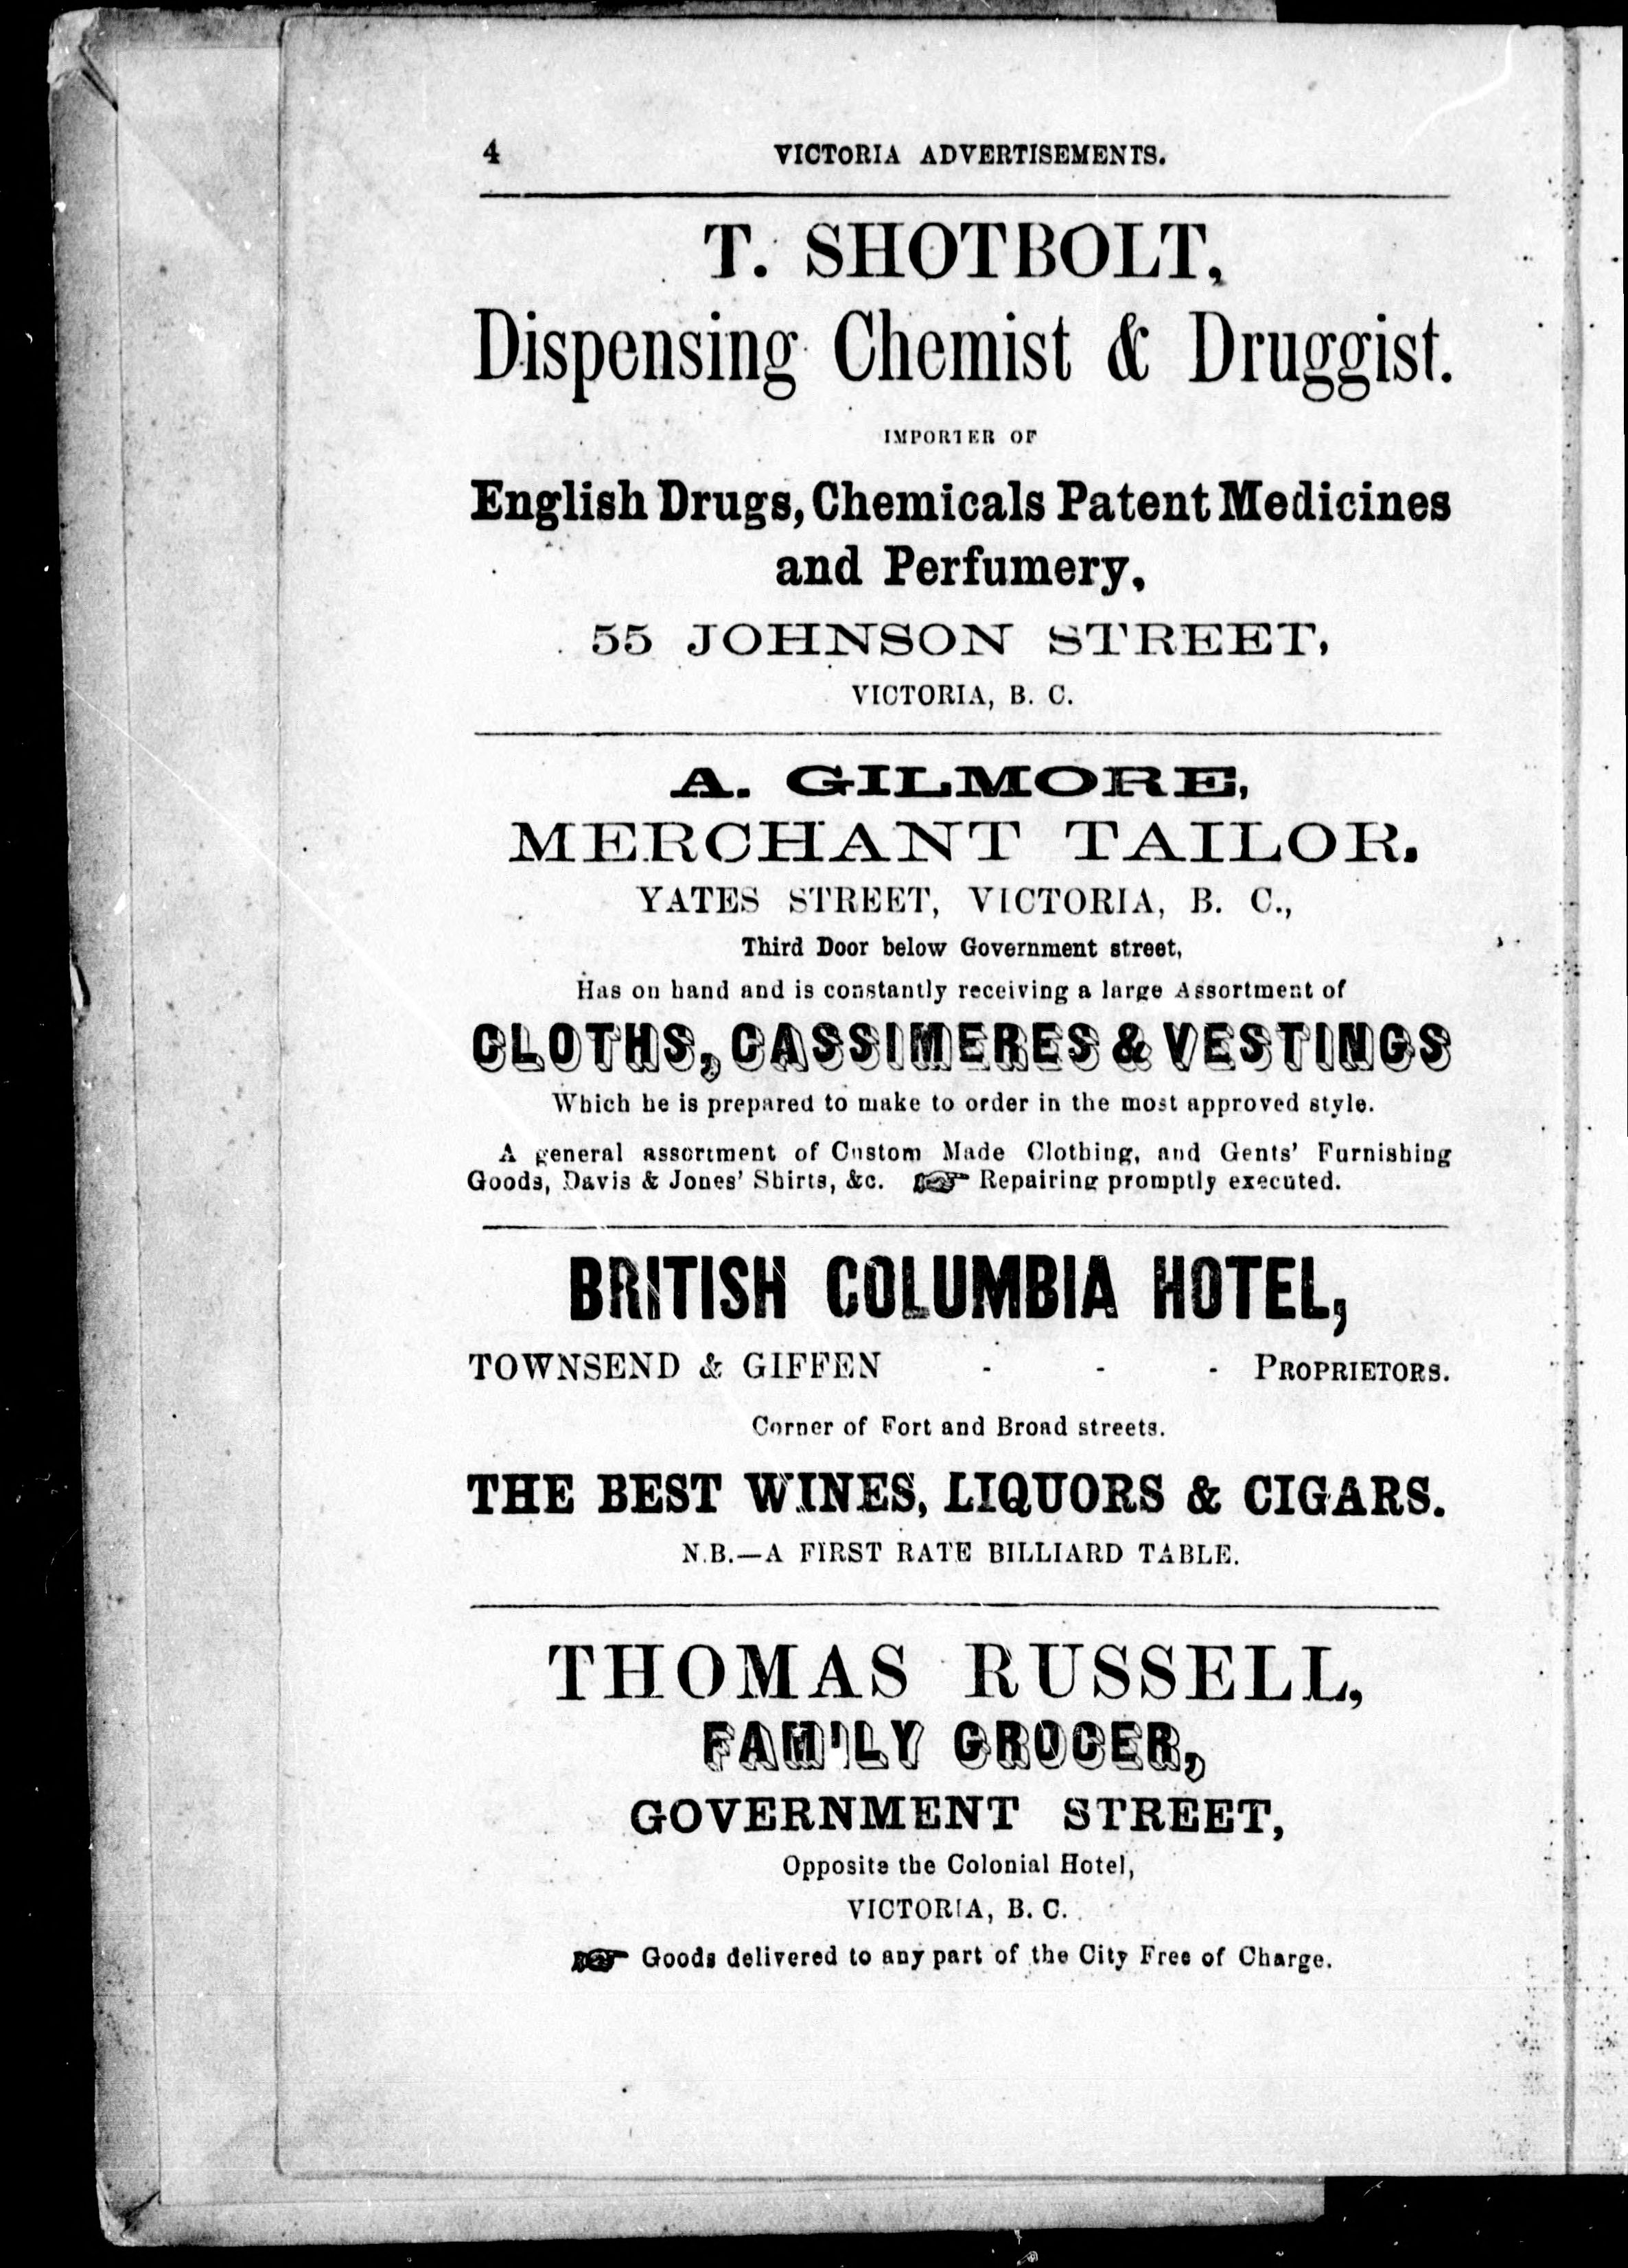 4 VICTORIA ADVERTISEMENTS.
T. SHOTBOLT,
Dispensing Chemist & Druggist.
IMPORTER OF
English Drugs, Chemicals Patent Medicines
and Perfumery,
55 JOHNSON STREET,
VICTORIA, B. C.
A. GILMORE,
MERCHANT TAILOR.
YATES STREET, VICTORIA, B. C.,
Third Door below Government street,
Has on hand and is constantly receiving a large Assortment of
CLOTHS, CASSIMERES & VESTINGS
Which he is prepared to make to order in the most approved style.
A general assortment of Custom Made Clothing, and Gents' Furnishing
Goods, Davis & Jones' Shirts, &c. ☞ Repairing promptly executed.
BRITISH COLUMBIA HOTEL,
TOWNSEND & GIFFEN - - - PROPRIETORS.
Corner of Fort and Broad streets.
THE BEST WINES, LIQUORS & CIGARS.
N.B.—A FIRST RATE BILLIARD TABLE.
THOMAS RUSSELL,
FAMILY GROCER,
GOVERNMENT STREET,
Opposite the Colonial Hotel,
VICTORIA, B. C.
☞ Goods delivered to any part of the City Free of Charge.